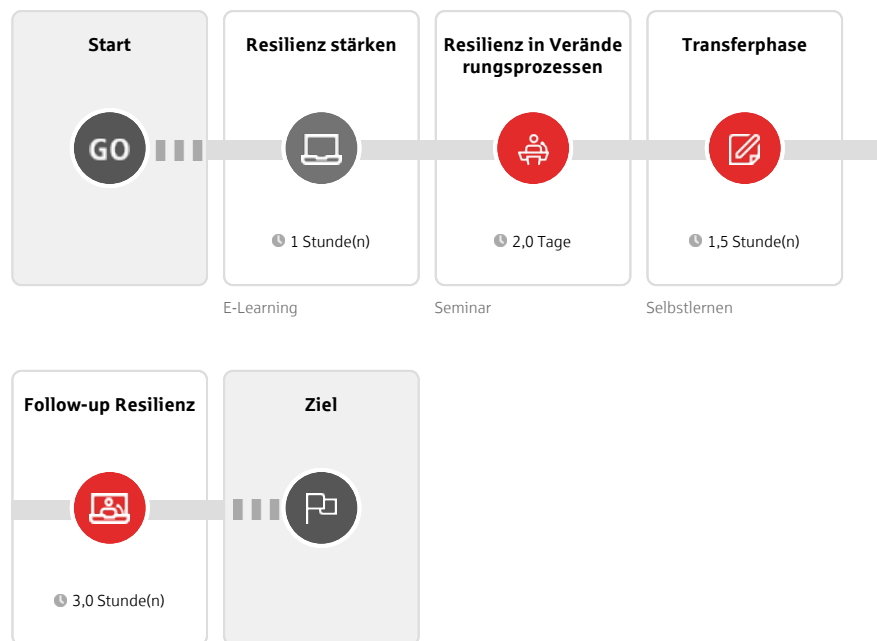 Start
Resilienz stärken
Resilienz in Verände
rungsprozessen
Transferphase
GO
1 Stunde(n)
2,0 Tage
1,5 Stunde(n)
E-Learning
Seminar
Selbstlernen
Follow-up Resilienz
Ziel
3,0 Stunde(n)